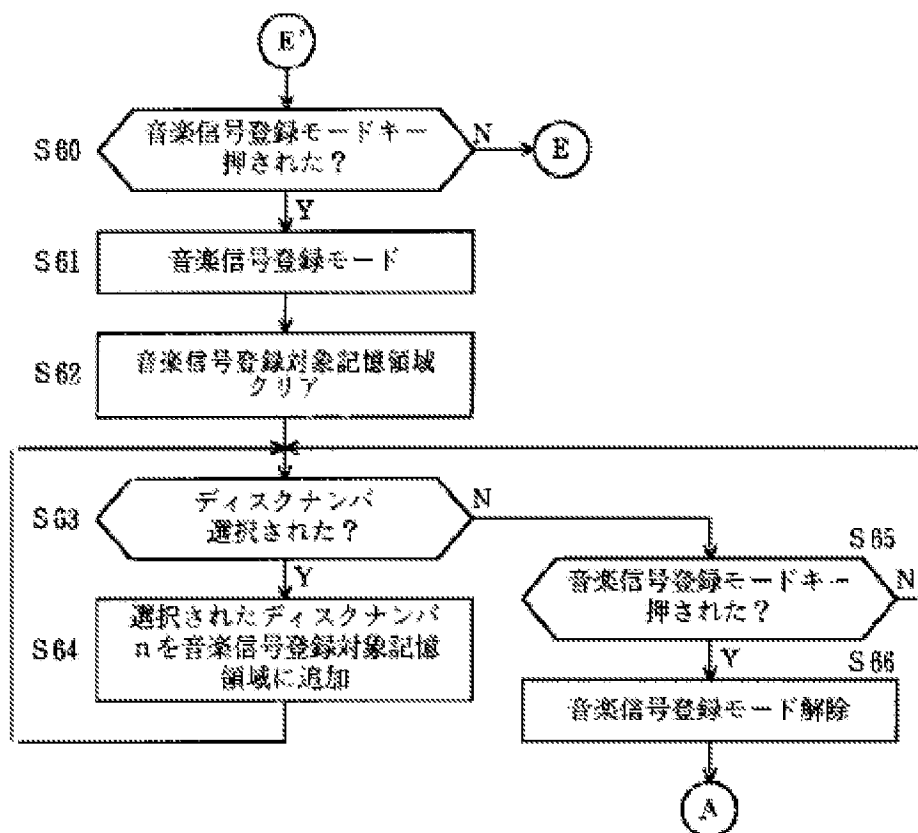 E'
S60
音楽信号登録モードキー
押された?
N
E
Y
S61
音楽信号登録モード
S62
音楽信号登録対象記憶領域
クリア
S63
ディスクナンバ
選択された?
N
Y
S64
選択されたディスクナンバ
nを音楽信号登録対象記憶
領域に追加
S65
音楽信号登録モードキー
押された?
N
Y
S66
音楽信号登録モード解除
A